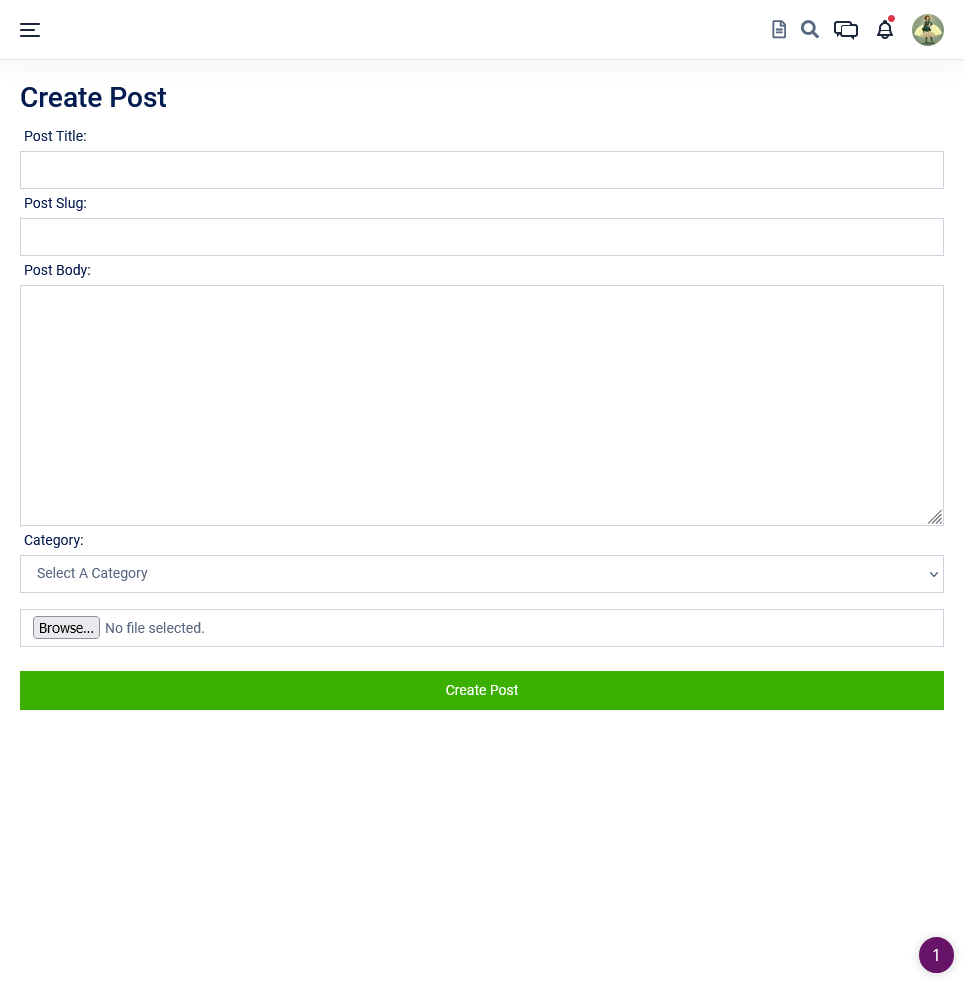 Create Post
Post Title:
Post Slug:
Post Body:
Category:
Select A Category
Browse... No file selected.
Create Post
1